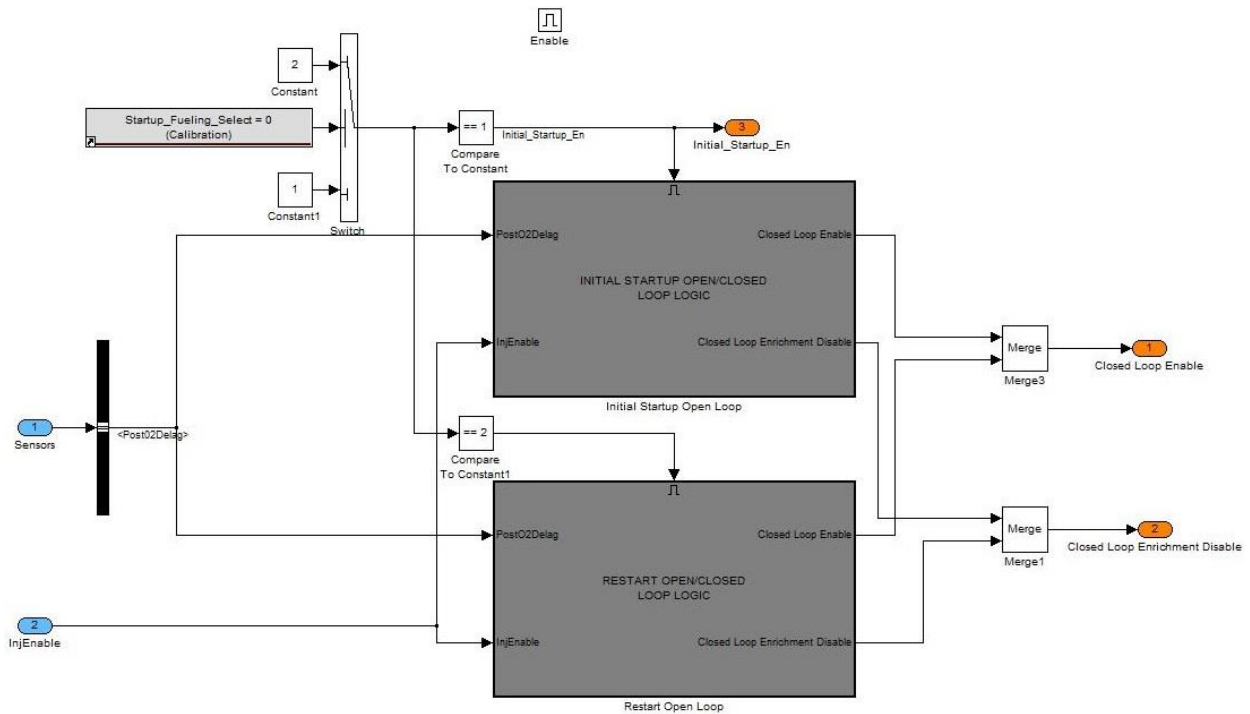 Enable
2
Constant
Startup_Fueling_Select = 0
(Calibration)
1
Constant1
Switch
== 1
Compare
To Constant
Initial_Startup_En
3
Initial_Startup_En
PostO2Delag
Closed Loop Enable
INITIAL STARTUP OPEN/CLOSED
LOOP LOGIC
InjEnable
Closed Loop Enrichment Disable
Initial Startup Open Loop
Merge
Merge3
1
Closed Loop Enable
1
Sensors
<Post02Delag>
== 2
Compare
To Constant1
PostO2Delag
Closed Loop Enable
RESTART OPEN/CLOSED
LOOP LOGIC
InjEnable
Closed Loop Enrichment Disable
Restart Open Loop
Merge
Merge1
2
Closed Loop Enrichment Disable
2
InjEnable